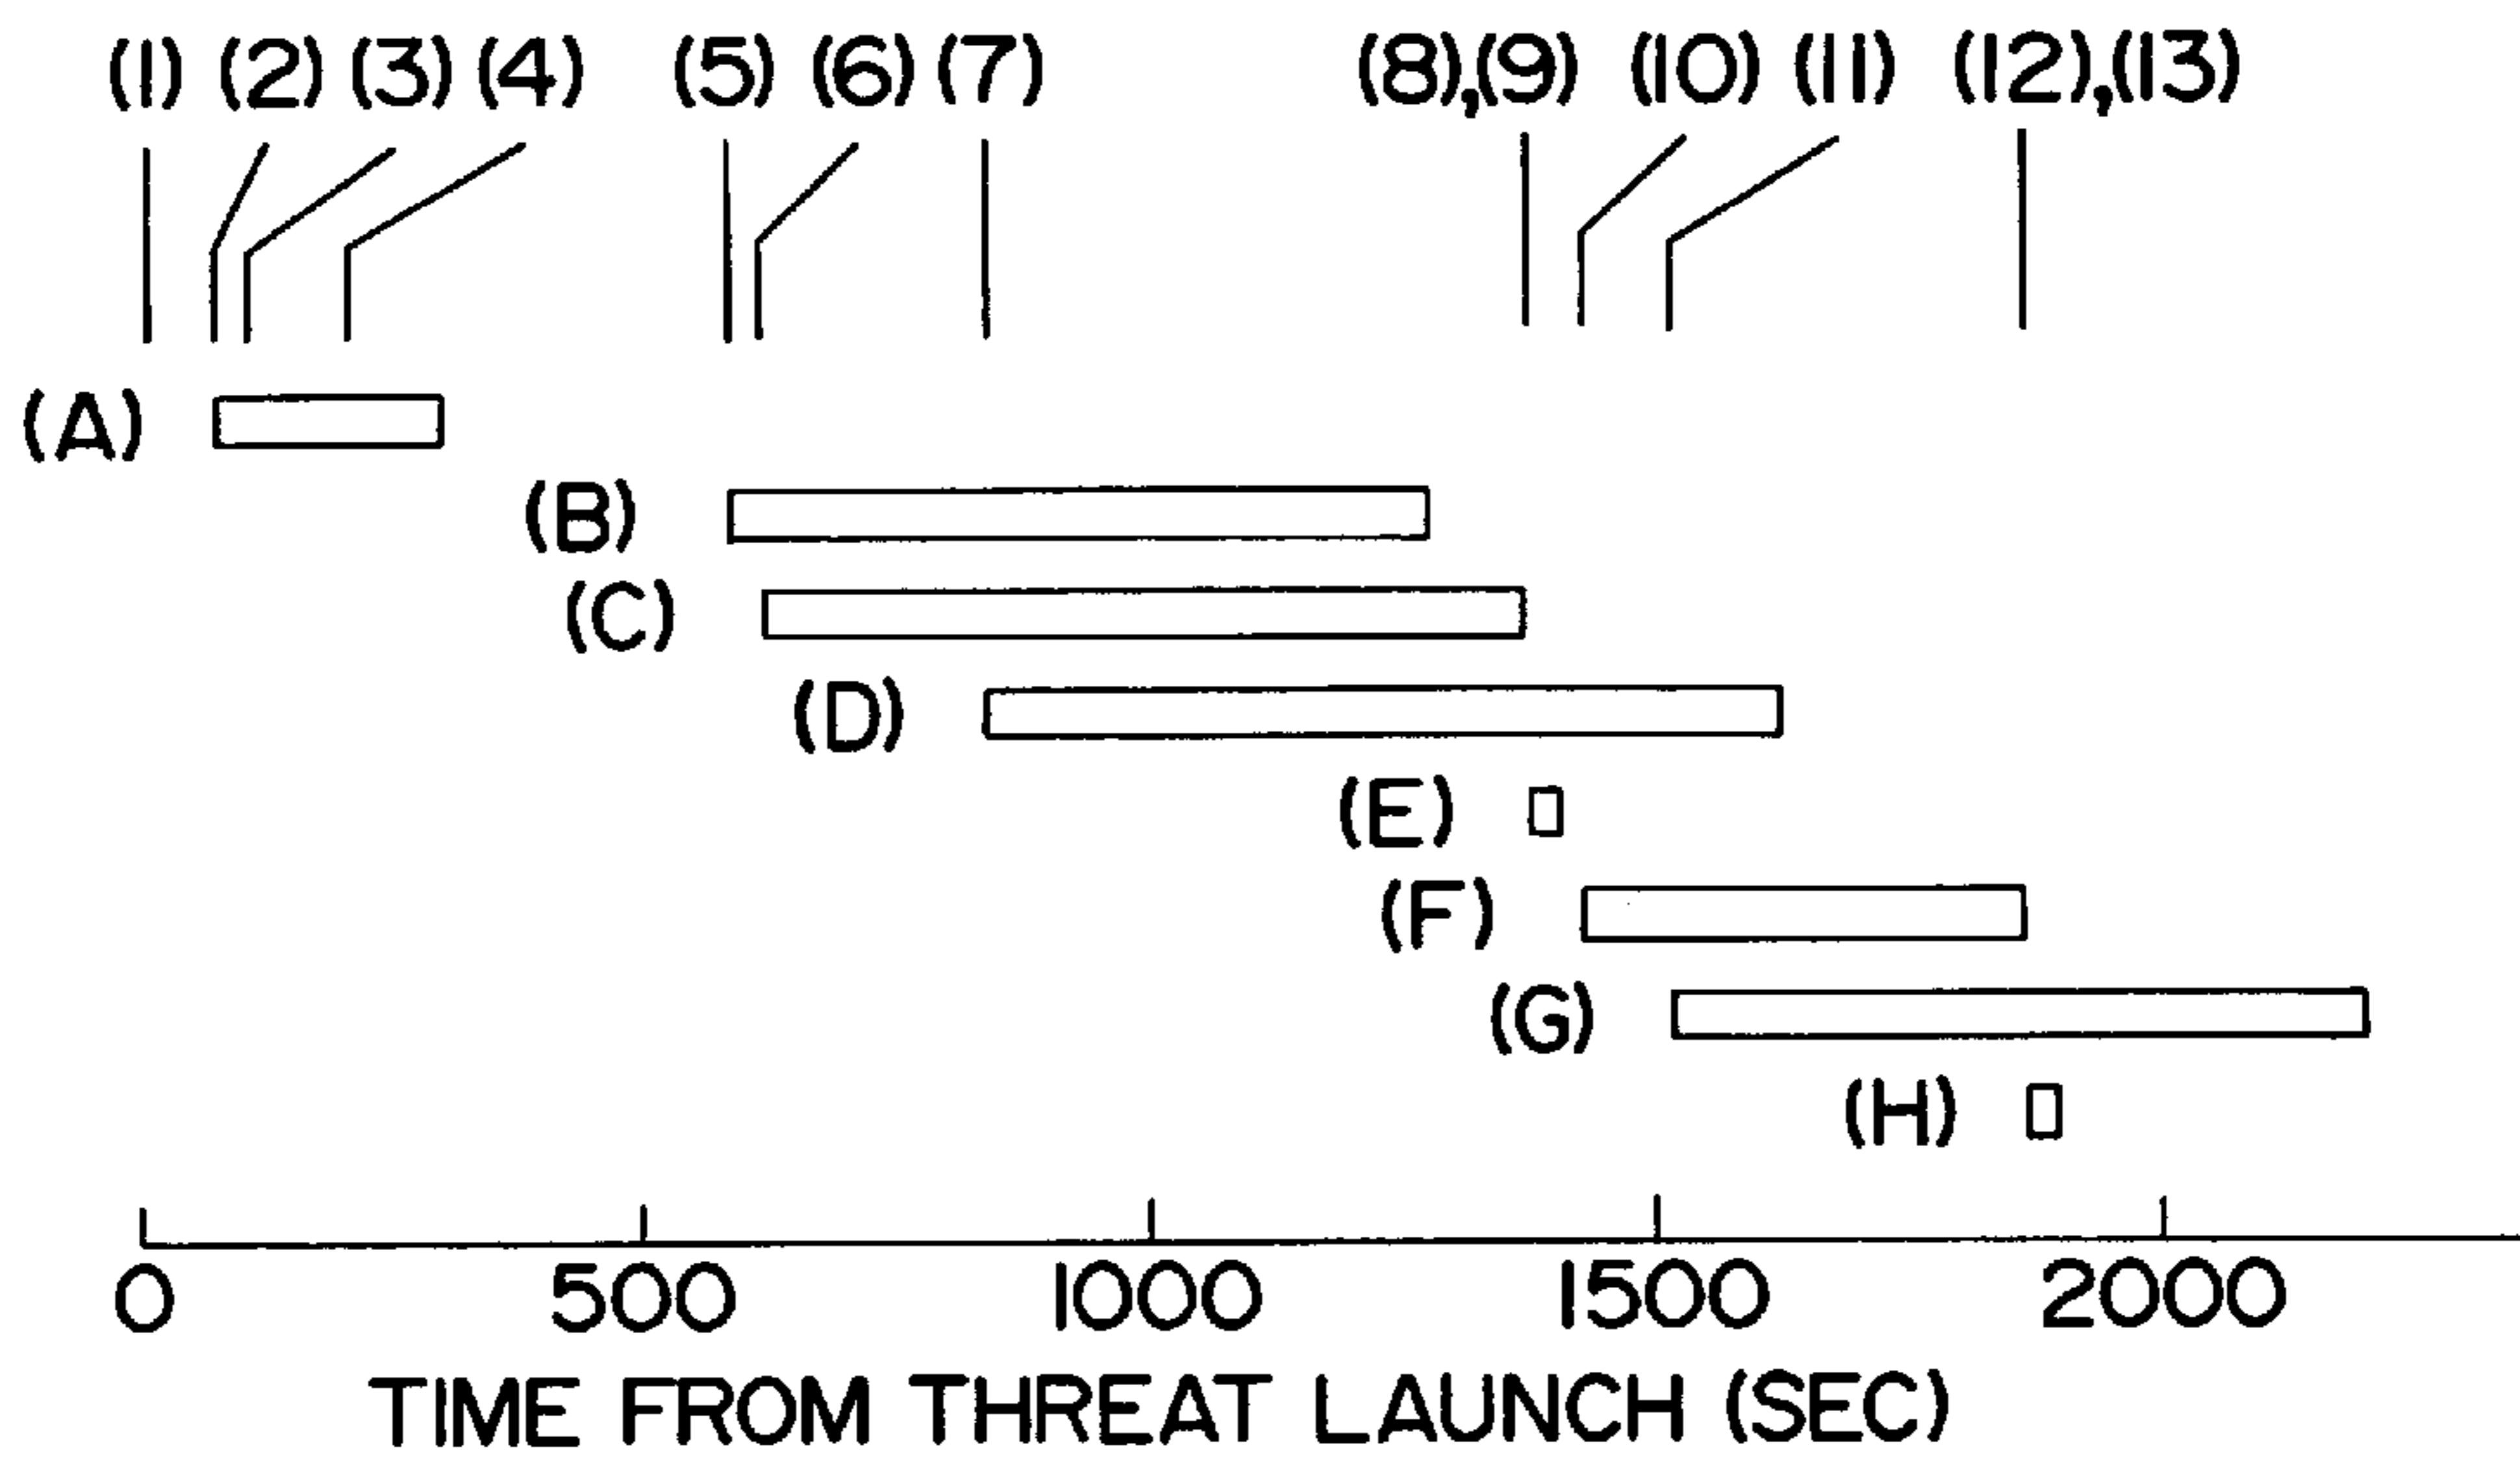 (1) (2) (3) (4) (5) (6) (7) (8),(9) (10) (11) (12),(13)
(A)
(B)
(C)
(D)
(E)
(F)
(G)
(H)
0 500 1000 1500 2000
TIME FROM THREAT LAUNCH (SEC)